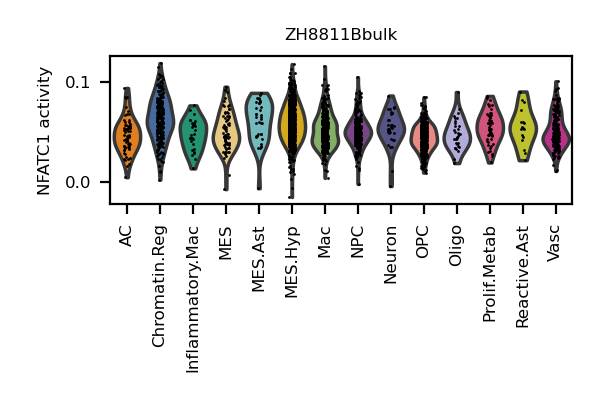 ZH8811Bbulk
NFATC1 activity
0.1
0.0
AC
Chromatin.Reg
Inflammatory.Mac
MES
MES.Ast
MES.Hyp
Mac
NPC
Neuron
OPC
Oligo
Prolif.Metab
Reactive.Ast
Vasc